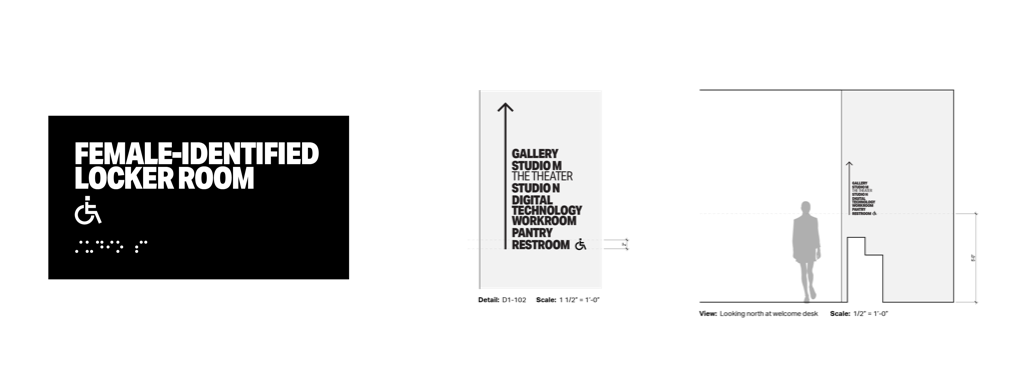 FEMALE-IDENTIFIED
LOCKER ROOM
GALLERY
STUDIO M
THE THEATER
STUDIO N
DIGITAL
TECHNOLOGY
WORKROOM
PANTRY
RESTROOM
Detail: D1-102 Scale: 1 1/2" = 1'-0"
GALLERY
STUDIO M
THE THEATER
STUDIO N
DIGITAL
TECHNOLOGY
WORKROOM
PANTRY
RESTROOM
View: Looking north at welcome desk Scale: 1/2" = 1'-0"